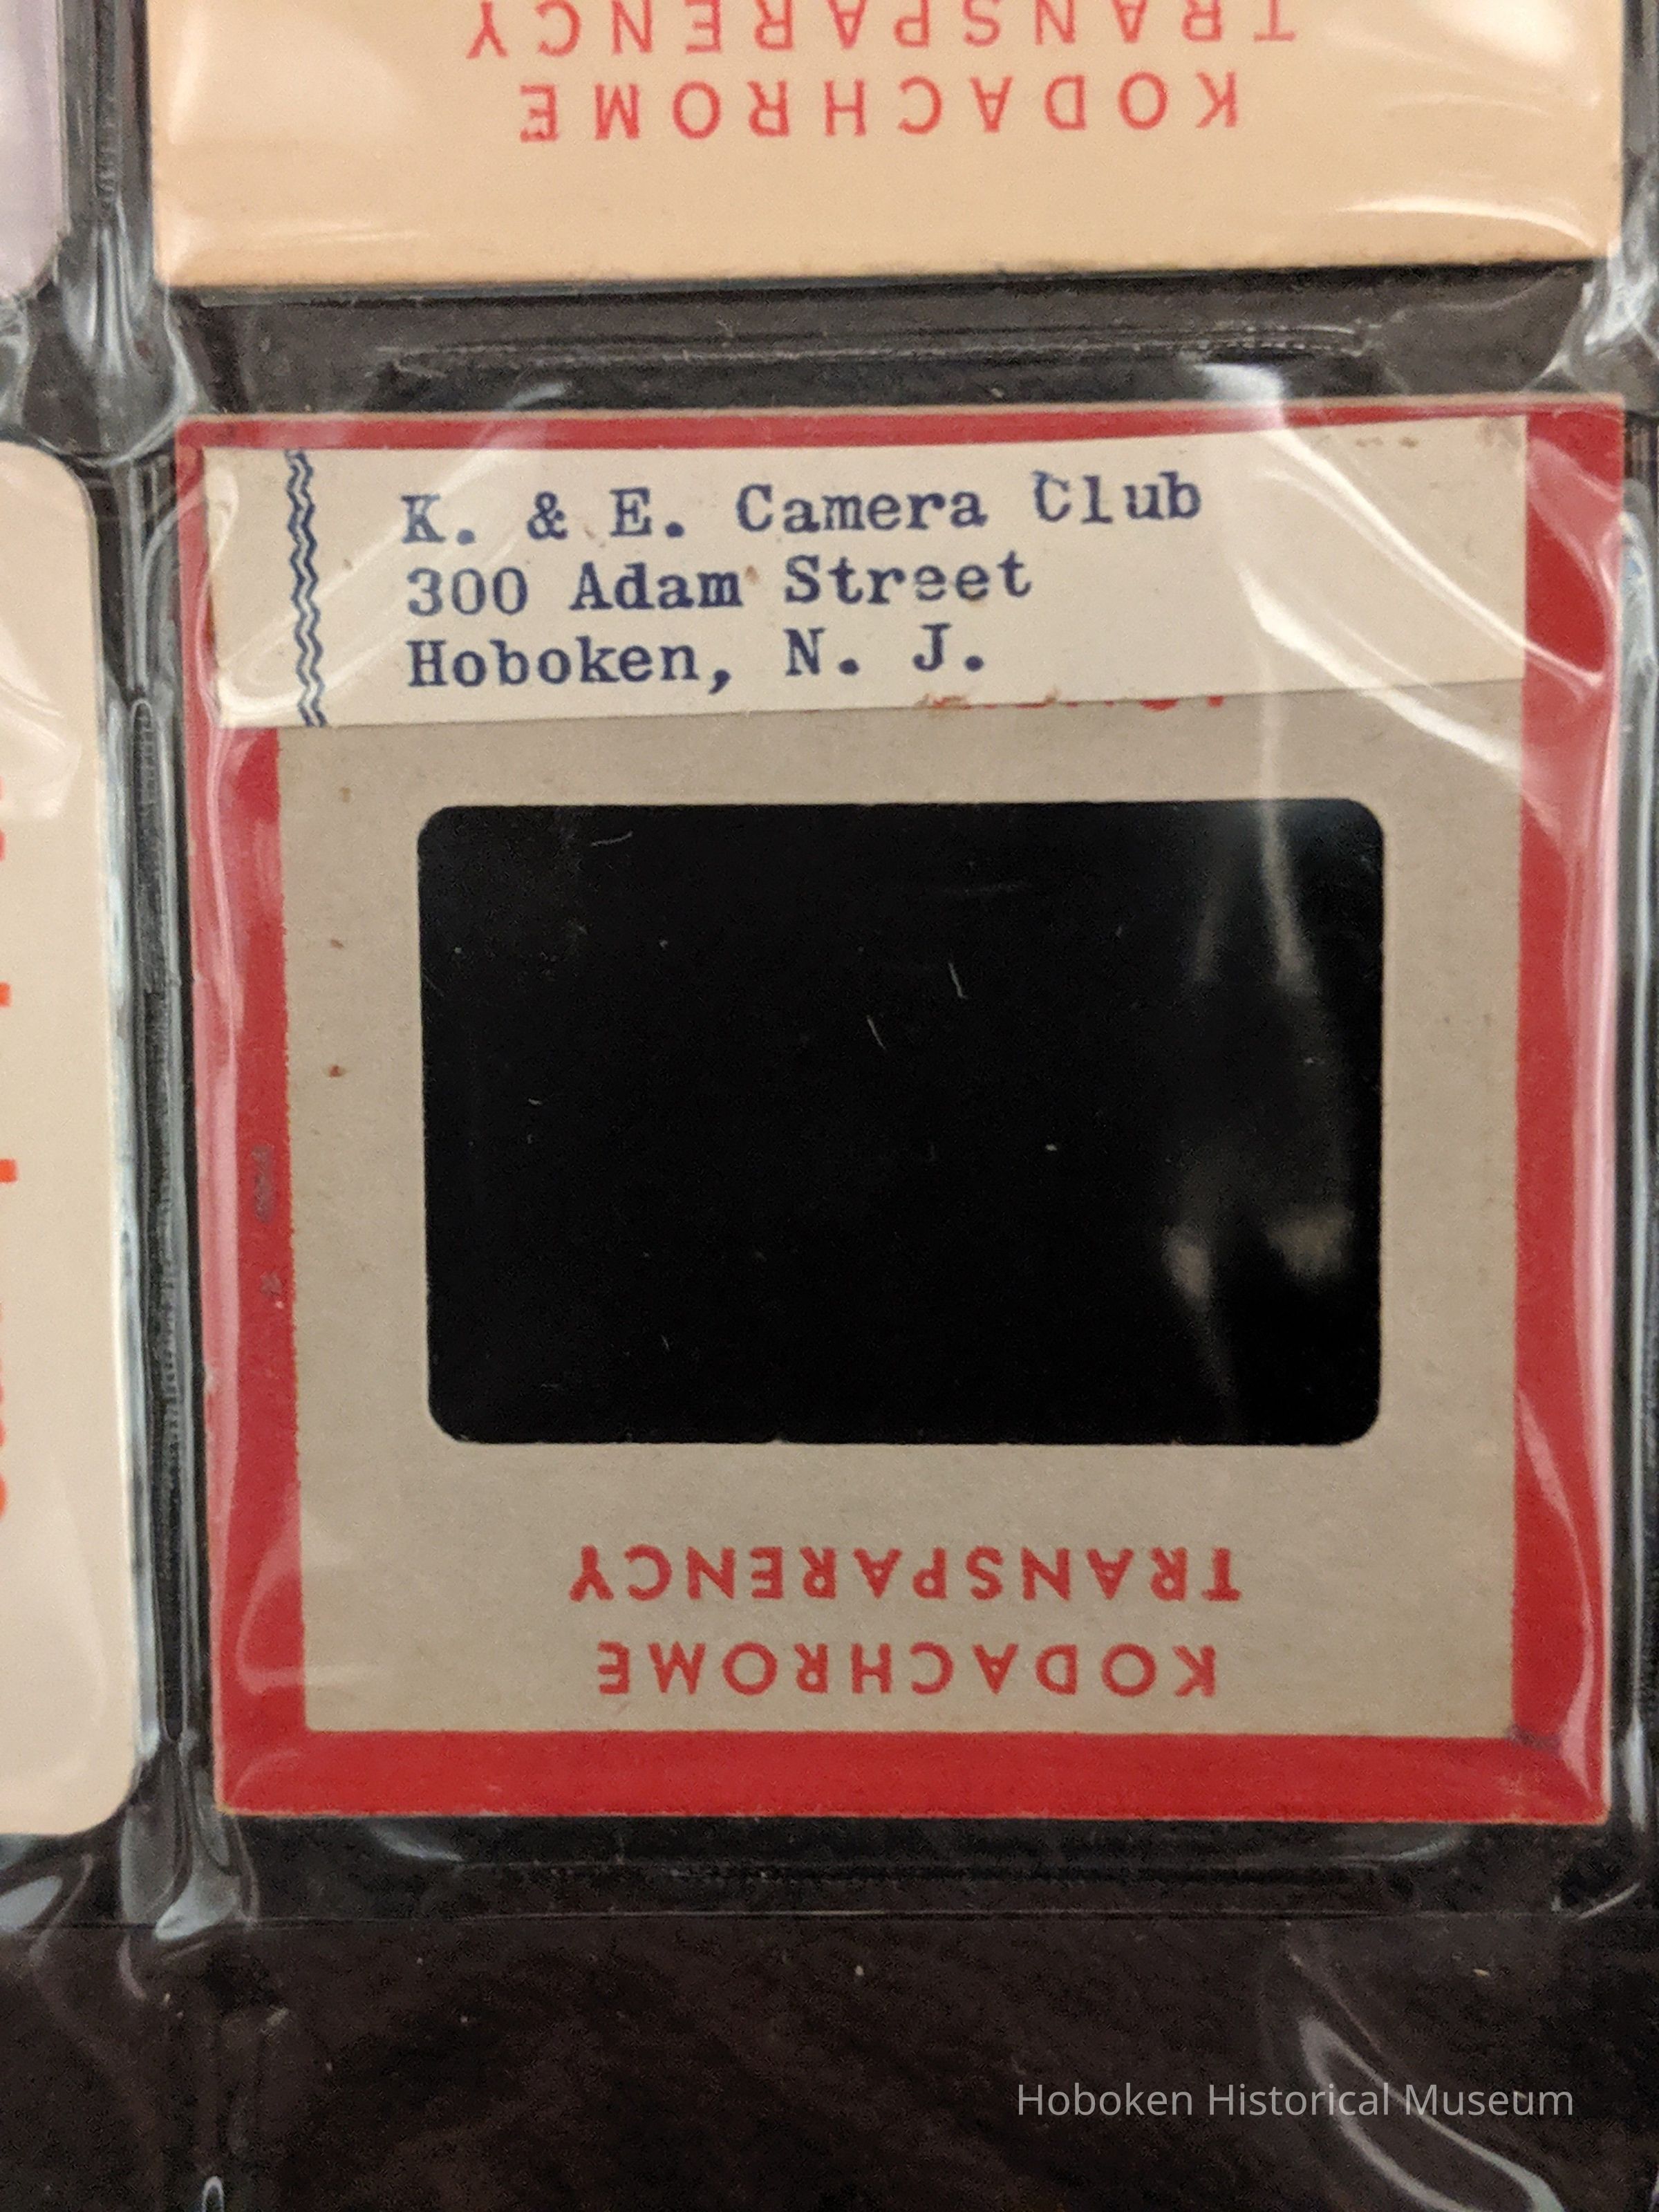 KODACHROME
TRANSPARENCY
K. & E. Camera Club
300 Adam Street
Hoboken, N. J.
KODACHROME
TRANSPARENCY
Hoboken Historical Museum